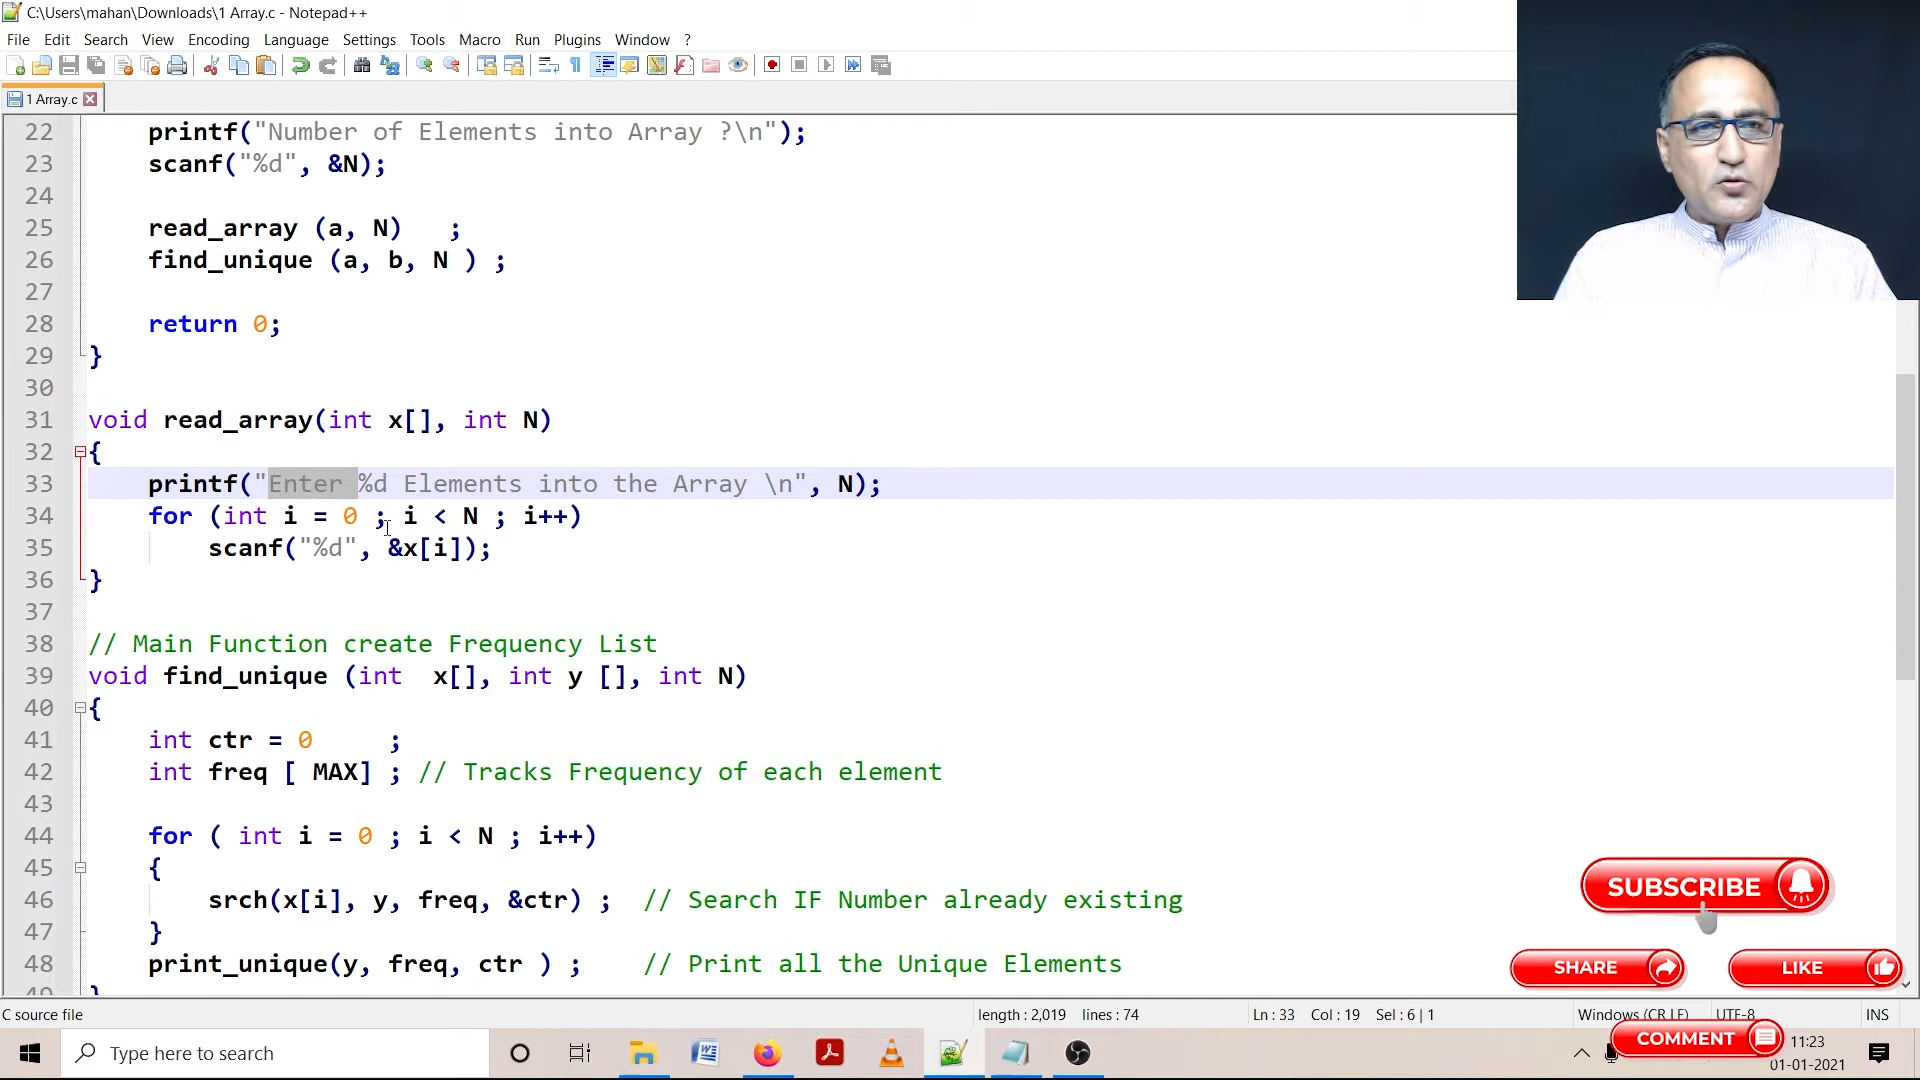 C:\Users\mahan\Downloads\1 Array.c - Notepad++
File Edit Search View Encoding Language Settings Tools Macro Run Plugins Window ?
1 Array.c
22 printf("Number of Elements into Array ?\n");
23 scanf("%d", &N);
24
25 read_array (a, N) ;
26 find_unique (a, b, N ) ;
27
28 return 0;
29 }
30
31 void read_array(int x[], int N)
32 {
33 printf("Enter %d Elements into the Array \n", N);
34 for (int i = 0 ; i < N ; i++)
35 scanf("%d", &x[i]);
36 }
37
38 // Main Function create Frequency List
39 void find_unique (int x[], int y [], int N)
40 {
41 int ctr = 0 ;
42 int freq [ MAX] ; // Tracks Frequency of each element
43
44 for ( int i = 0 ; i < N ; i++)
45 {
46 srch(x[i], y, freq, &ctr) ; // Search IF Number already existing
47 }
48 print_unique(y, freq, ctr ) ; // Print all the Unique Elements
49 }
SUBSCRIBE
SHARE LIKE
C source file length : 2,019 lines : 74 Ln : 33 Col : 19 Sel : 6 | 1 Windows (CR LF) UTF-8 INS
COMMENT
Type here to search
11:23
01-01-2021